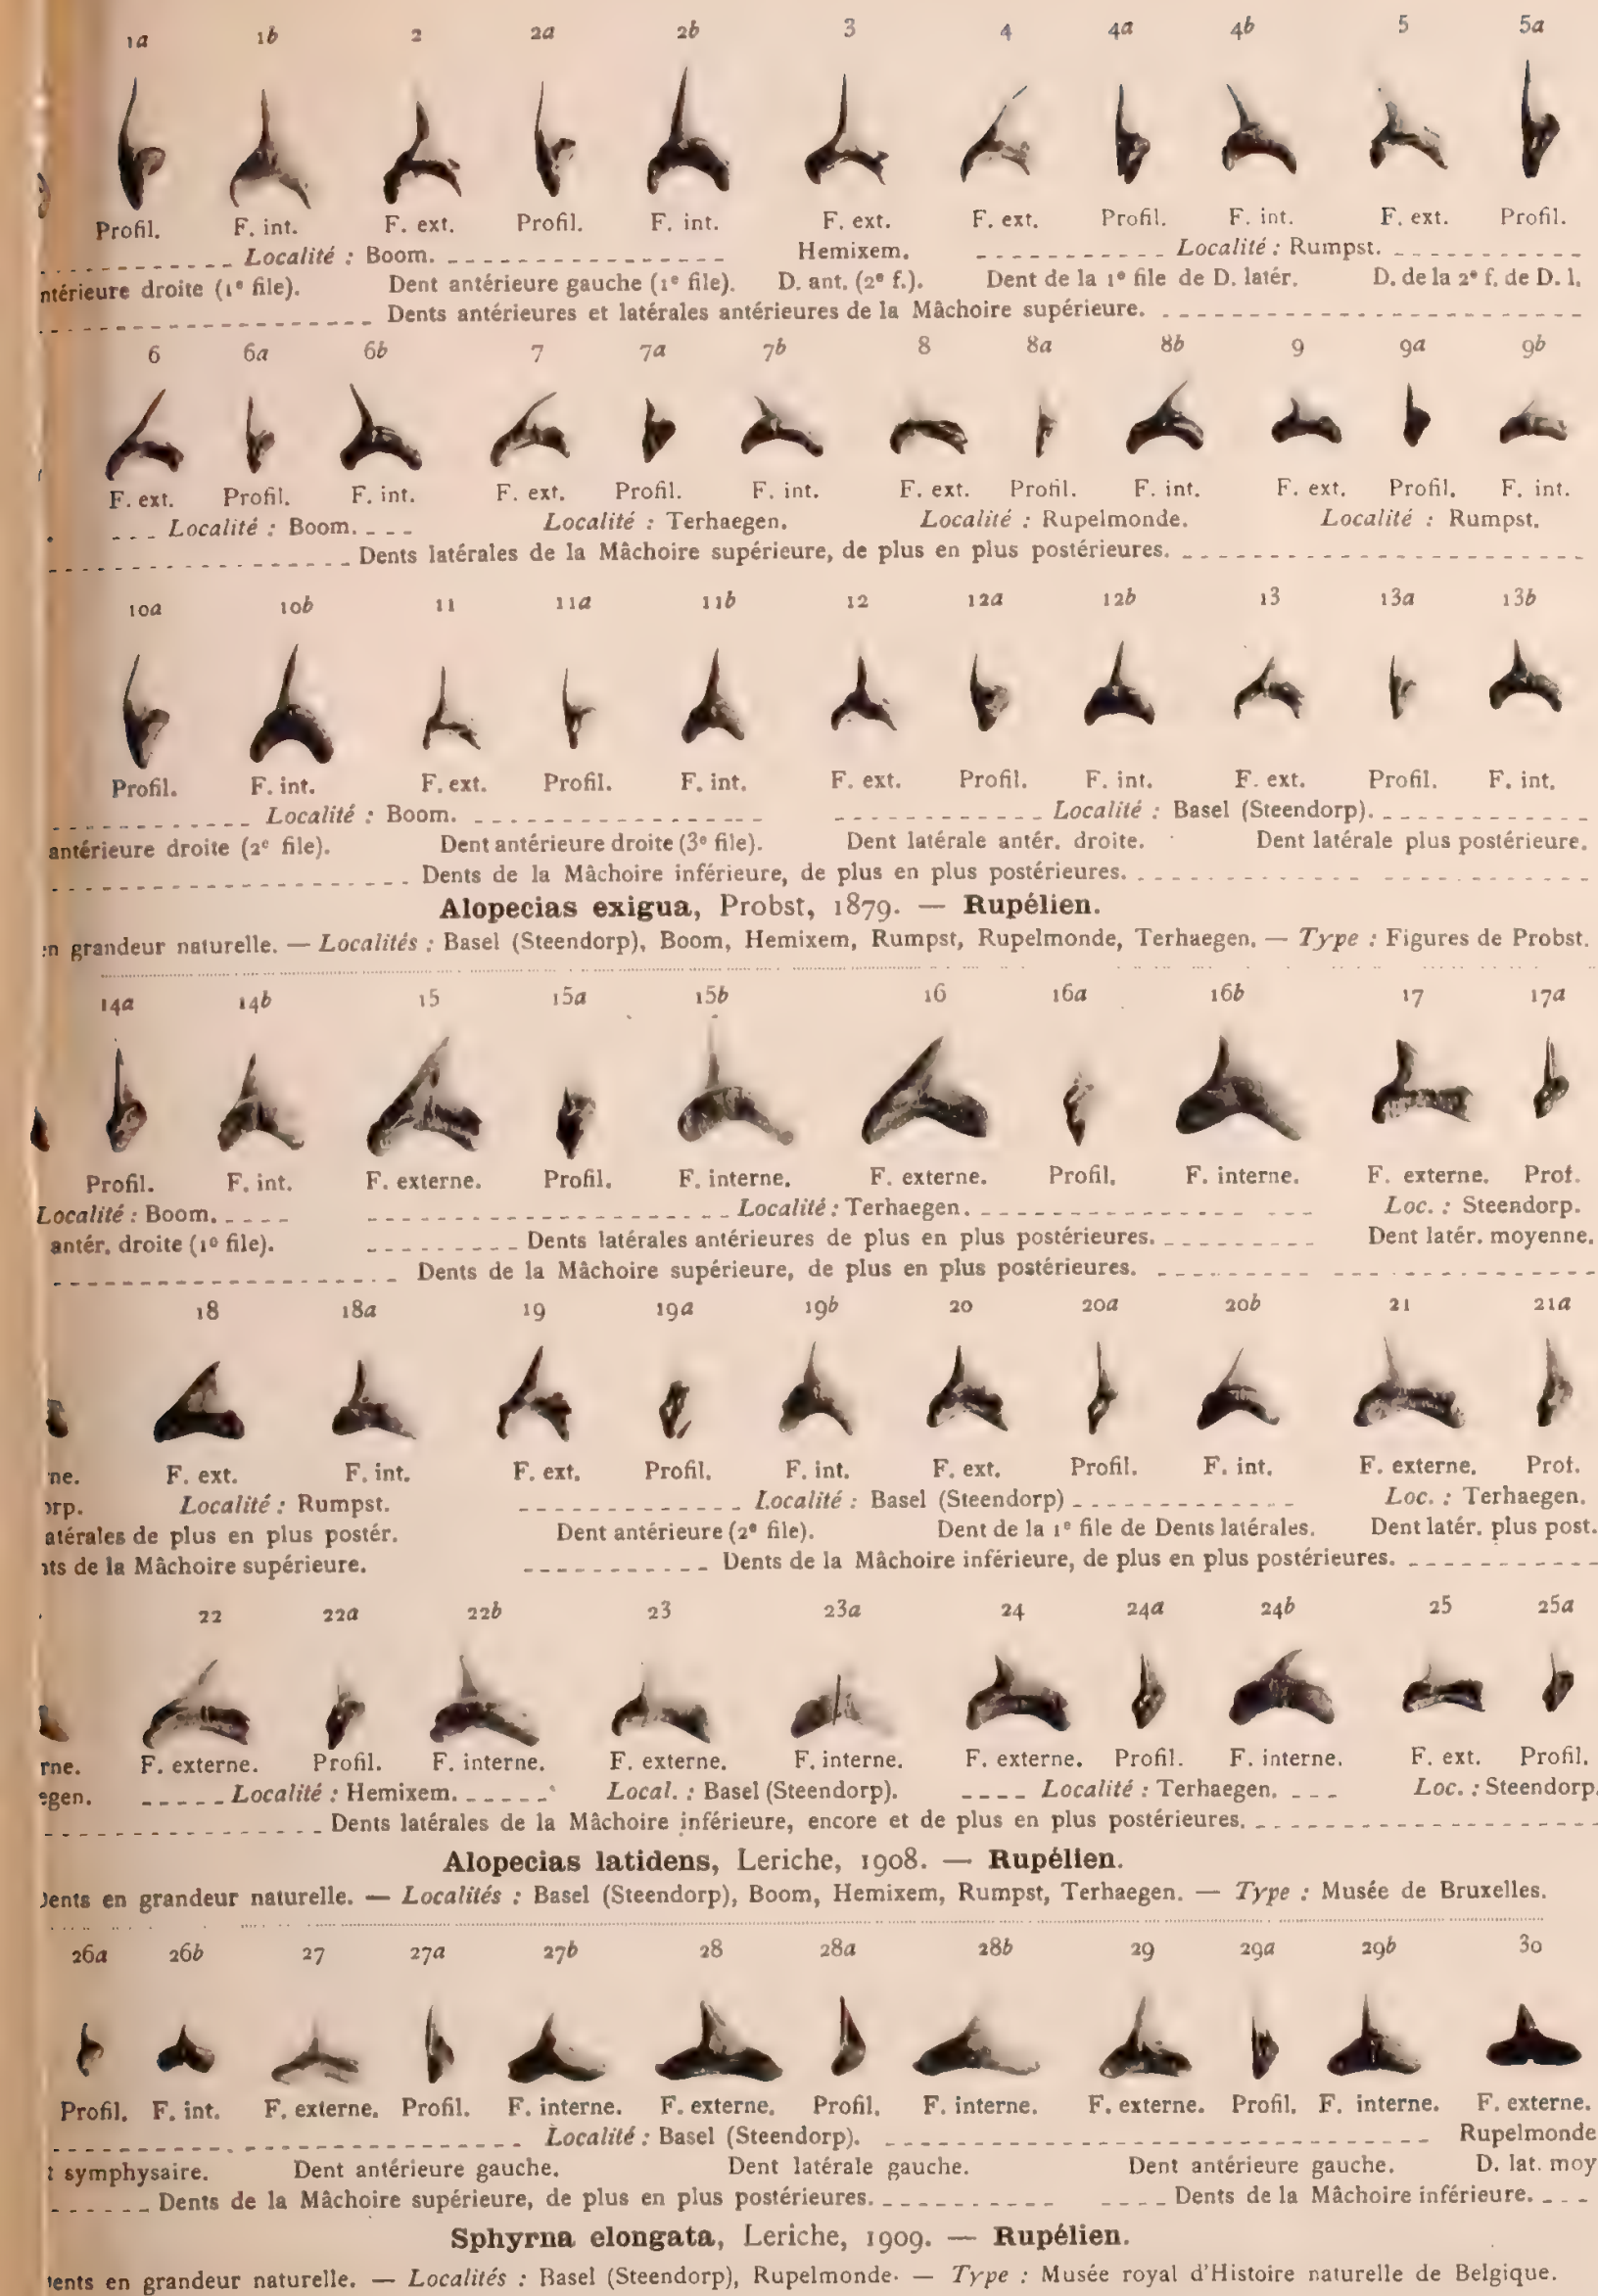 1a 1b 2 2a 2b 3 4 4a 4b 5 5a
Profil. F. int. F. ext. Profil. F. int. F. ext. F. ext. Profil. F. int. F. ext. Profil.
Localité : Boom. Hemixem. Localité : Rumpst.
ntérieure droite (1e file). Dent antérieure gauche (1e file). D. ant. (2e f.). Dent de la 1e file de D. latér. D. de la 2e f. de D. l.
Dents antérieures et latérales antérieures de la Mâchoire supérieure.
6 6a 6b 7 7a 7b 8 8a 8b 9 9a 9b
F. ext. Profil. F. int. F. ext. Profil. F. int. F. ext. Profil. F. int. F. ext. Profil. F. int.
Localité : Boom. Localité : Terhaegen. Localité : Rupelmonde. Localité : Rumpst.
Dents latérales de la Mâchoire supérieure, de plus en plus postérieures.
10a 10b 11 11a 11b 12 12a 12b 13 13a 13b
Profil. F. int. F. ext. Profil. F. int. F. ext. Profil. F. int. F. ext. Profil. F. int.
Localité : Boom. Localité : Basel (Steendorp).
antérieure droite (2e file). Dent antérieure droite (3e file). Dent latérale antér. droite. Dent latérale plus postérieure.
Dents de la Mâchoire inférieure, de plus en plus postérieures.
Alopecias exigua, Probst, 1879. — Rupélien.
en grandeur naturelle. — Localités : Basel (Steendorp), Boom, Hemixem, Rumpst, Rupelmonde, Terhaegen. — Type : Figures de Probst.
14a 14b 15 15a 15b 16 16a 16b 17 17a
Profil. F. int. F. externe. Profil. F. interne. F. externe. Profil. F. interne. F. externe. Prof.
Localité : Boom. Localité : Terhaegen. Loc. : Steendorp.
antér. droite (1e file). Dents latérales antérieures de plus en plus postérieures. Dent latér. moyenne.
Dents de la Mâchoire supérieure, de plus en plus postérieures.
18 18a 19 19a 19b 20 20a 20b 21 21a
ne. F. ext. F. int. F. ext. Profil. F. int. F. ext. Profil. F. int. F. externe. Prof.
orp. Localité : Rumpst. Localité : Basel (Steendorp) Loc. : Terhaegen.
atérales de plus en plus postér. Dent antérieure (2e file). Dent de la 1e file de Dents latérales. Dent latér. plus post.
nts de la Mâchoire supérieure. Dents de la Mâchoire inférieure, de plus en plus postérieures.
22 22a 22b 23 23a 24 24a 24b 25 25a
rne. F. externe. Profil. F. interne. F. externe. F. interne. F. externe. Profil. F. interne. F. ext. Profil.
egen. Localité : Hemixem. Local. : Basel (Steendorp). Localité : Terhaegen. Loc. : Steendorp.
Dents latérales de la Mâchoire inférieure, encore et de plus en plus postérieures.
Alopecias latidens, Leriche, 1908. — Rupélien.
Dents en grandeur naturelle. — Localités : Basel (Steendorp), Boom, Hemixem, Rumpst, Terhaegen. — Type : Musée de Bruxelles.
26a 26b 27 27a 27b 28 28a 28b 29 29a 29b 30
Profil. F. int. F. externe. Profil. F. interne. F. externe. Profil. F. interne. F. externe. Profil. F. interne. F. externe.
Localité : Basel (Steendorp). Rupelmonde
t symphysaire. Dent antérieure gauche. Dent latérale gauche. Dent antérieure gauche. D. lat. moy
Dents de la Mâchoire supérieure, de plus en plus postérieures. Dents de la Mâchoire inférieure.
Sphyrna elongata, Leriche, 1909. — Rupélien.
ents en grandeur naturelle. — Localités : Basel (Steendorp), Rupelmonde. — Type : Musée royal d'Histoire naturelle de Belgique.